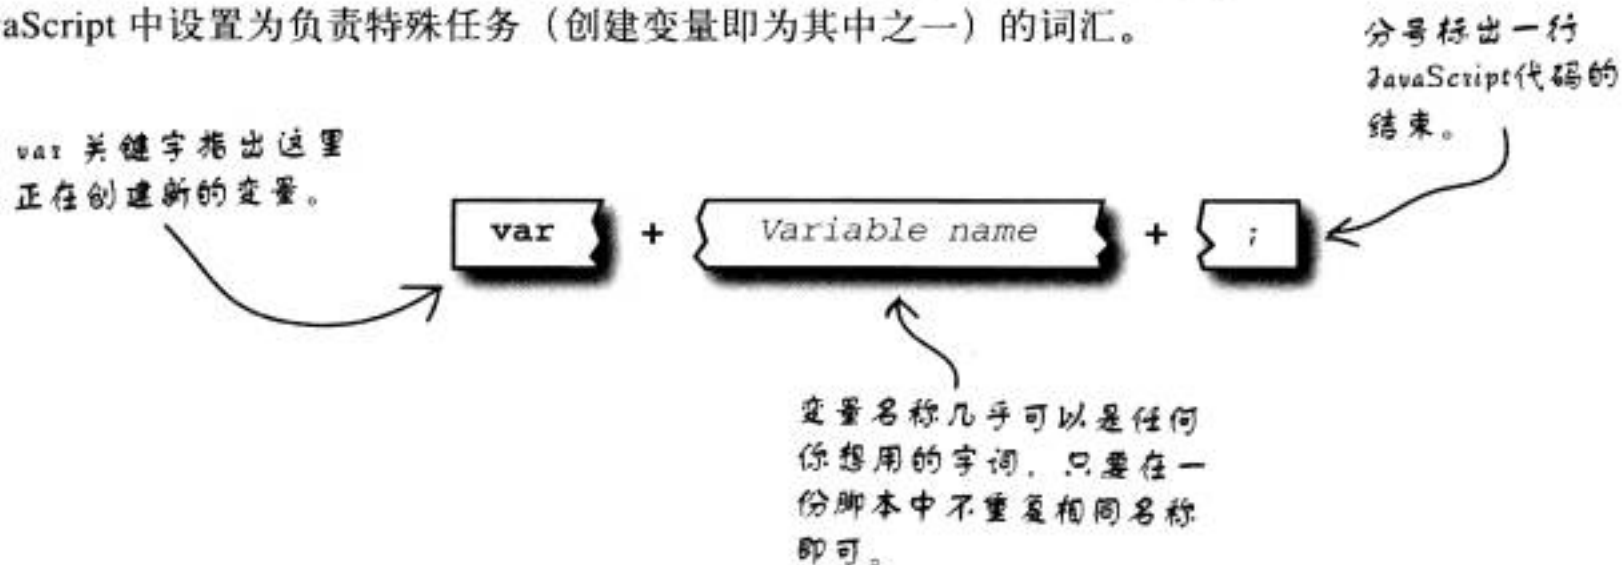 aScript 中设置为负责特殊任务（创建变量即为其中之一）的词汇。
分号标出一行
JavaScript代码的
结束。
var 关键字指出这里
正在创建新的变量。
var + Variable name + ;
变量名称几乎可以是任何
你想用的字词，只要在一
份脚本中不重复相同名称
即可。